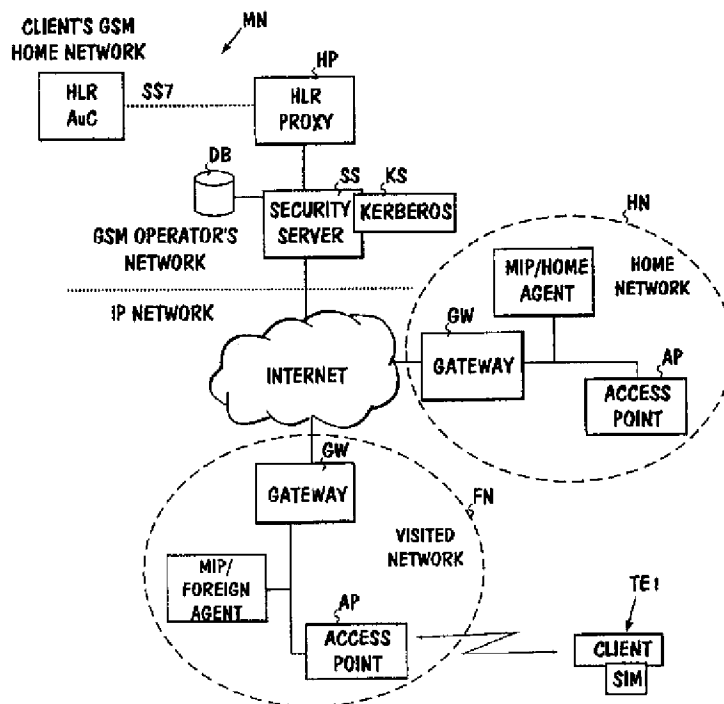 CLIENT'S GSM
HOME NETWORK
MN
HLR
AuC
SS7
HP
HLR
PROXY
DB
SS
KS
SECURITY
SERVER
KERBEROS
GSM OPERATOR'S
NETWORK
IP NETWORK
HN
MIP/HOME
AGENT
HOME
NETWORK
INTERNET
GW
GATEWAY
AP
ACCESS
POINT
GW
GATEWAY
FN
VISITED
NETWORK
MIP/
FOREIGN
AGENT
AP
ACCESS
POINT
TE1
CLIENT
SIM